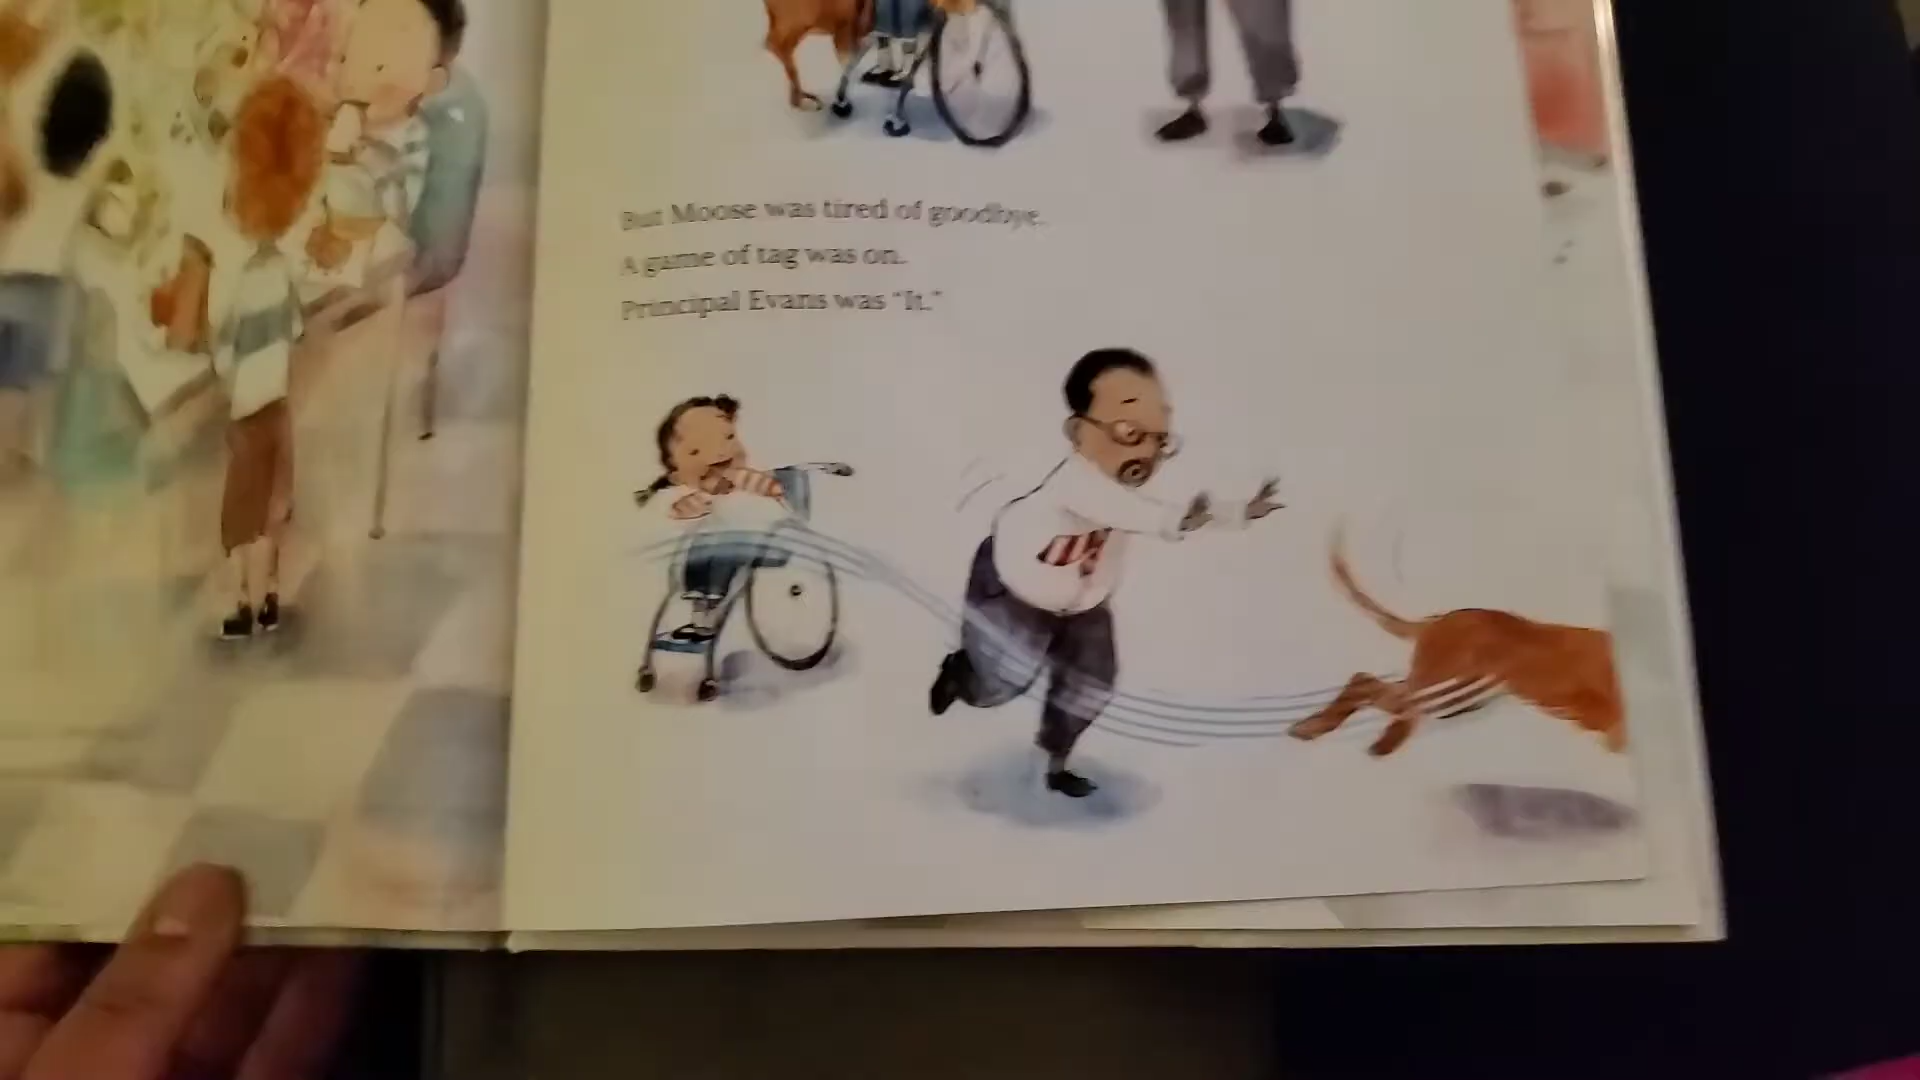 But Moose was tired of goodbye.
A game of tag was on.
Principal Evans was “It.”